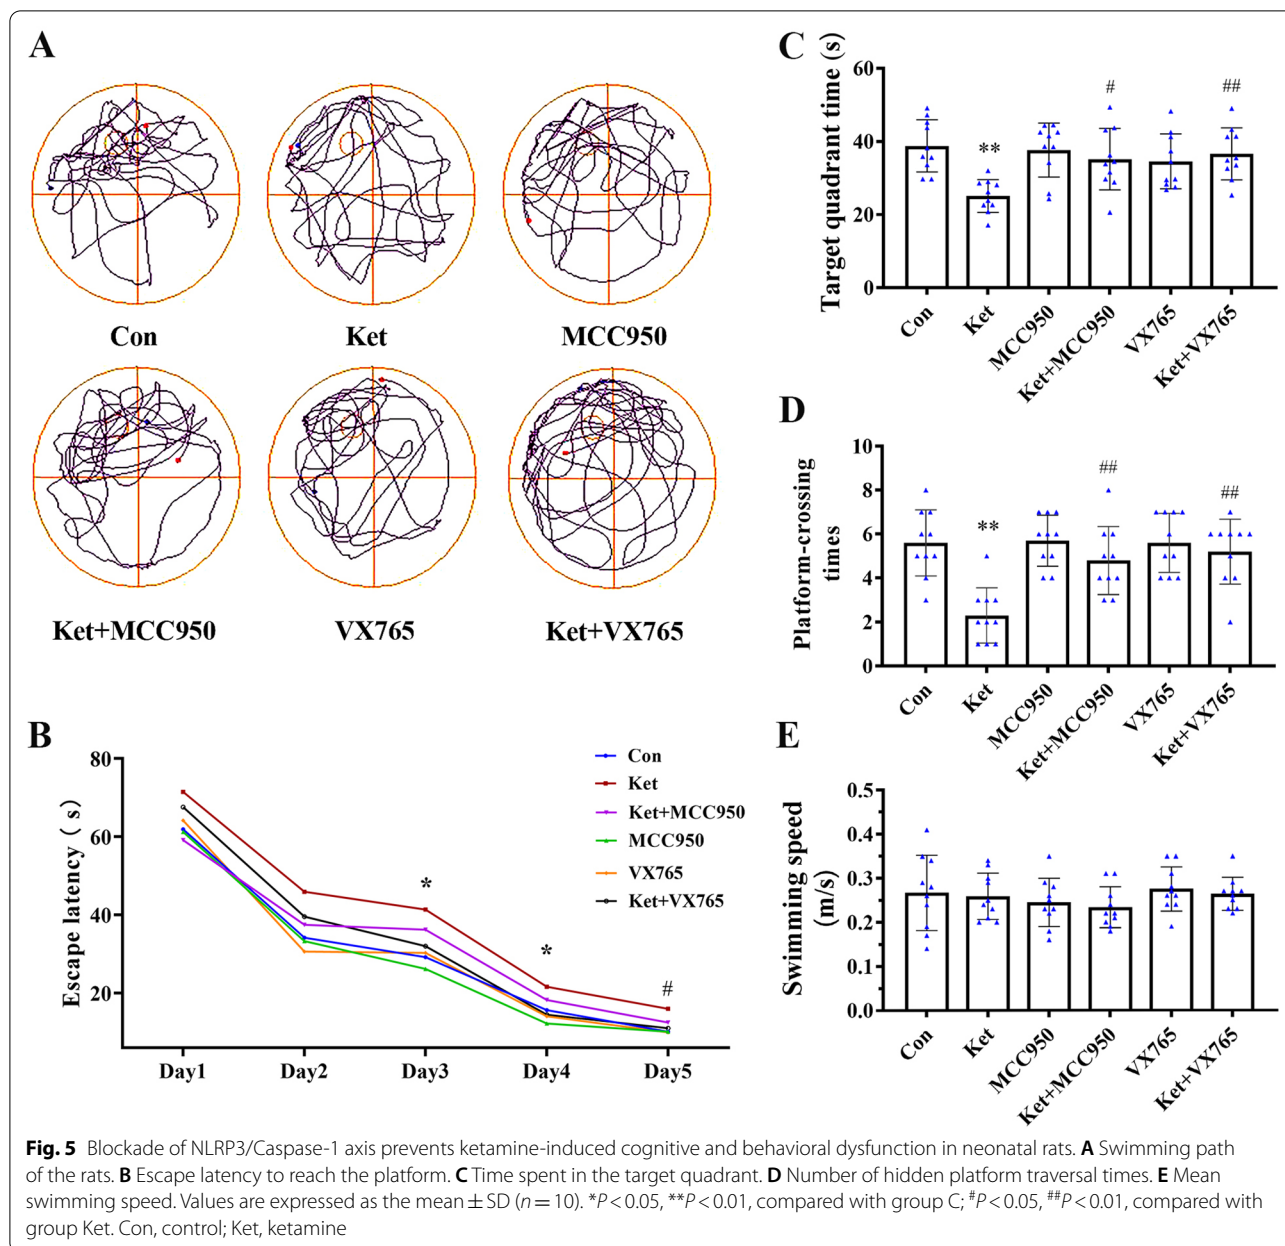 A
Con
Ket
MCC950
Ket+MCC950
VX765
Ket+VX765
B
Escape latency ( s)
80
60
40
20
Day1
Day2
Day3
Day4
Day5
*
*
#
Con
Ket
Ket+MCC950
MCC950
VX765
Ket+VX765
C
Target quadrant time (s)
60
40
20
0
**
#
##
Con
Ket
MCC950
Ket+MCC950
VX765
Ket+VX765
D
Platform-crossing
times
10
8
6
4
2
0
**
##
##
Con
Ket
MCC950
Ket+MCC950
VX765
Ket+VX765
E
Swimming speed
(m/s)
0.5
0.4
0.3
0.2
0.1
0.0
Con
Ket
MCC950
Ket+MCC950
VX765
Ket+VX765
Fig. 5 Blockade of NLRP3/Caspase-1 axis prevents ketamine-induced cognitive and behavioral dysfunction in neonatal rats. A Swimming path
of the rats. B Escape latency to reach the platform. C Time spent in the target quadrant. D Number of hidden platform traversal times. E Mean
swimming speed. Values are expressed as the mean ± SD (n = 10). *P < 0.05, **P < 0.01, compared with group C; #P < 0.05, ##P < 0.01, compared with
group Ket. Con, control; Ket, ketamine